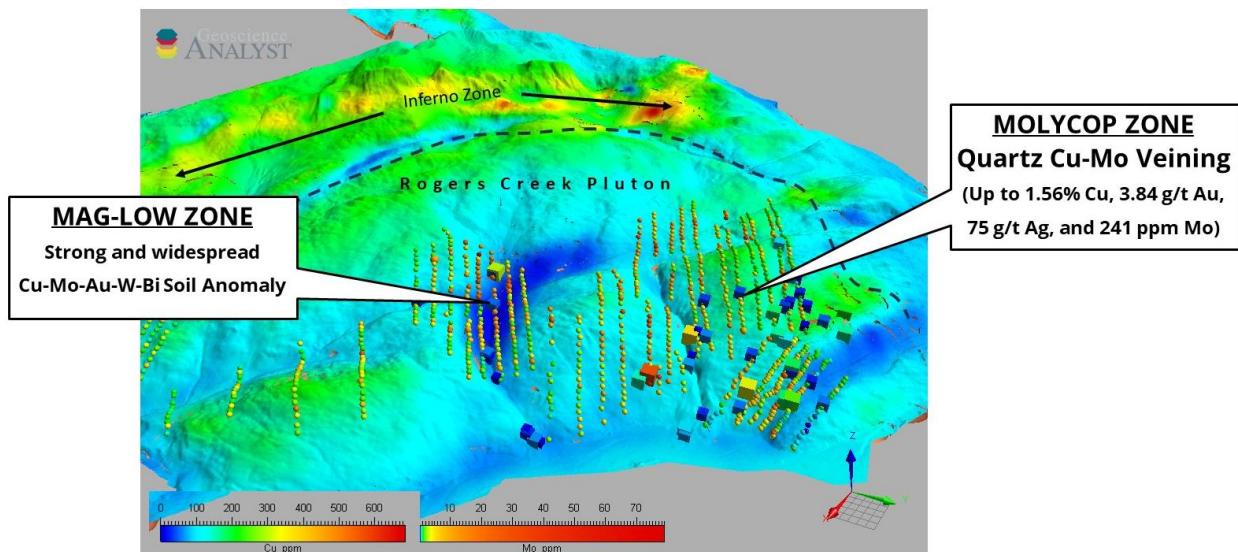 Geoscience
ANALYST
Inferno Zone
Rogers Creek Pluton
MAG-LOW ZONE
Strong and widespread
Cu-Mo-Au-W-Bi Soil Anomaly
MOLYCOP ZONE
Quartz Cu-Mo Veining
(Up to 1.56% Cu, 3.84 g/t Au,
75 g/t Ag, and 241 ppm Mo)
Z
Y
X
0 100 200 300 400 500 600
Cu_ppm
10 20 30 40 50 60 70
Mo_ppm